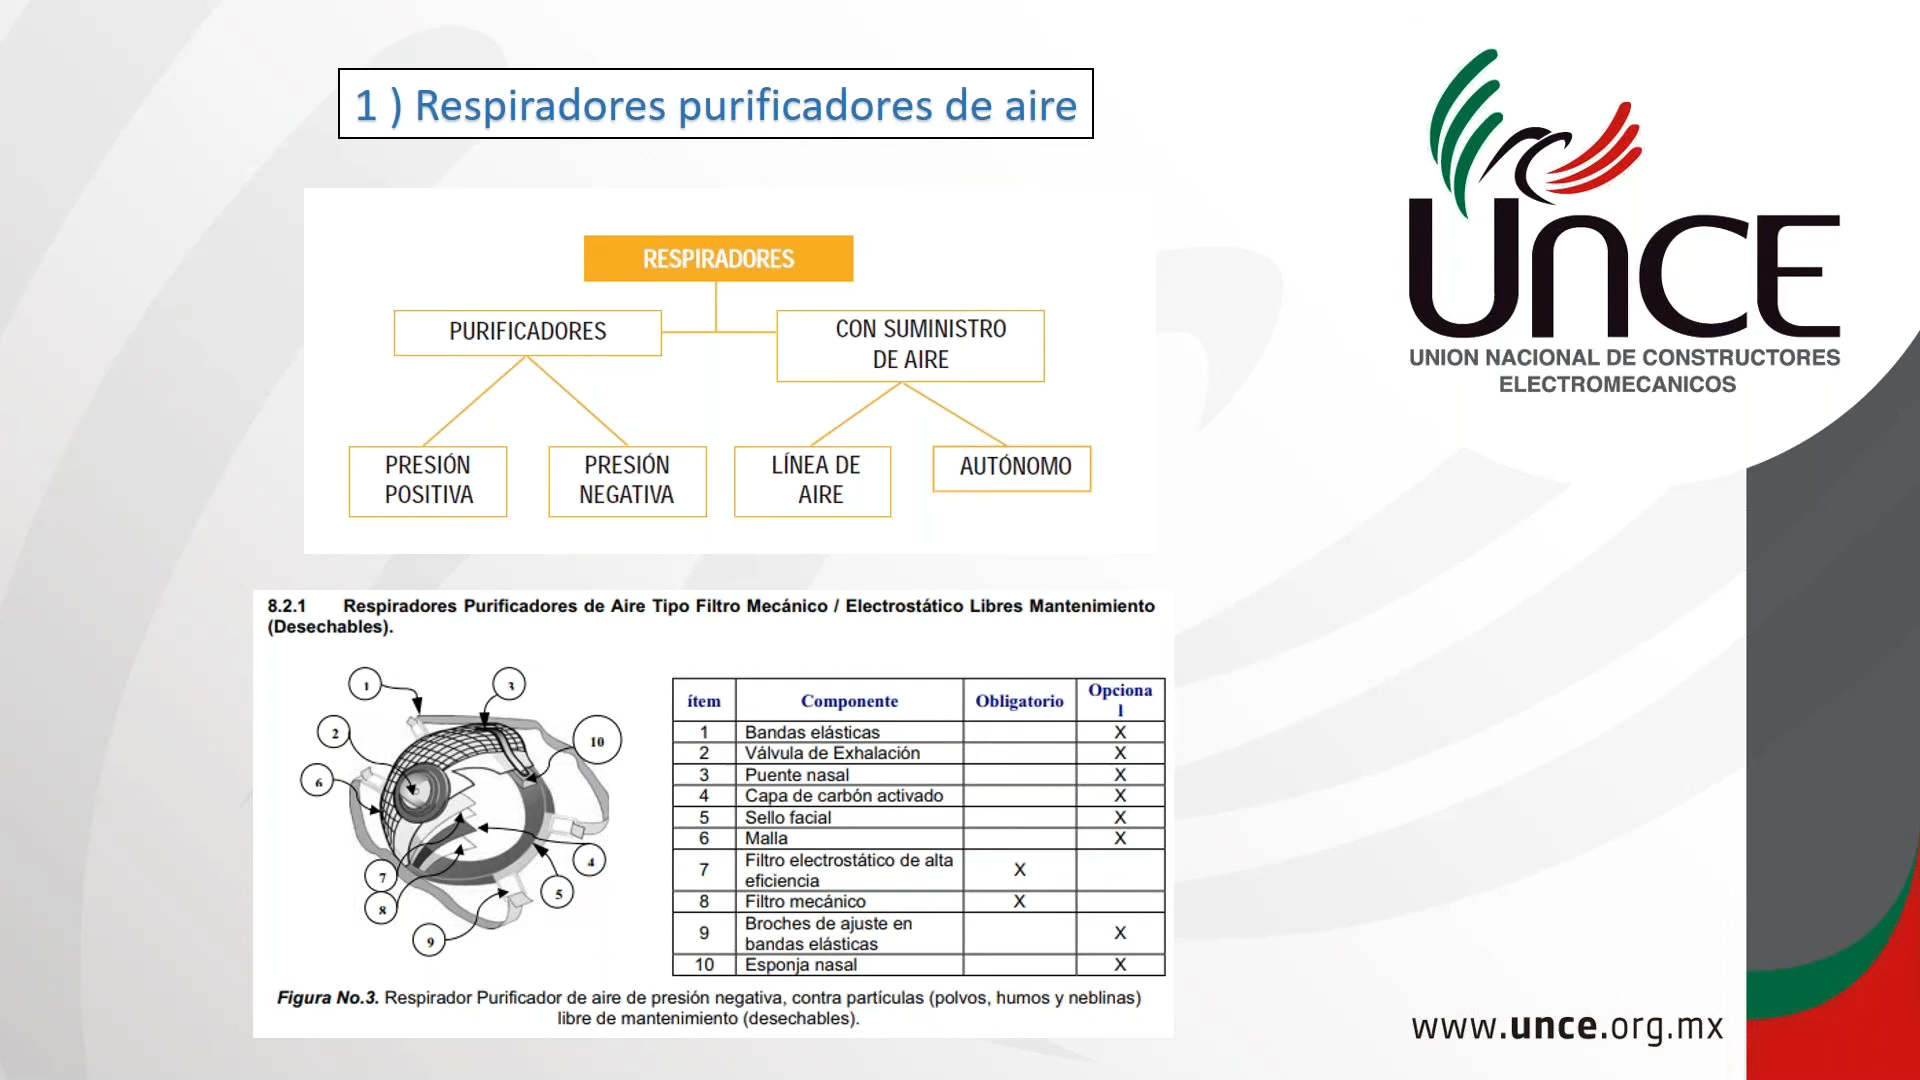 1 ) Respiradores purificadores de aire
UNCE
UNION NACIONAL DE CONSTRUCTORES
ELECTROMECANICOS
RESPIRADORES
PURIFICADORES
CON SUMINISTRO
DE AIRE
PRESIÓN
POSITIVA
PRESIÓN
NEGATIVA
LÍNEA DE
AIRE
AUTÓNOMO
8.2.1 Respiradores Purificadores de Aire Tipo Filtro Mecánico / Electrostático Libres Mantenimiento
(Desechables).
1
3
2
10
6
7
4
8
5
9
ítem Componente Obligatorio Opciona
l
1 Bandas elásticas X
2 Válvula de Exhalación X
3 Puente nasal X
4 Capa de carbón activado X
5 Sello facial X
6 Malla X
7 Filtro electrostático de alta
eficiencia X
8 Filtro mecánico X
9 Broches de ajuste en
bandas elásticas X
10 Esponja nasal X
Figura No.3. Respirador Purificador de aire de presión negativa, contra partículas (polvos, humos y neblinas)
libre de mantenimiento (desechables).
www.unce.org.mx